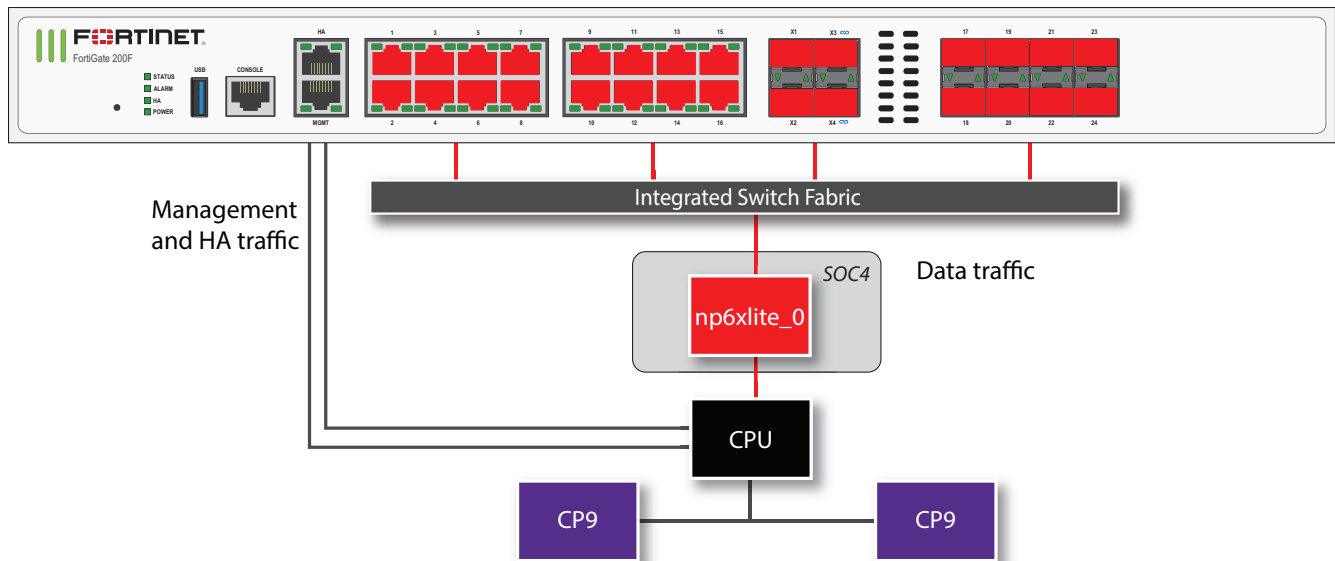 FORTINET
FortiGate 200F
STATUS
ALARM
HA
POWER
USB
CONSOLE
HA
MGMT
1 3 5 7
2 4 6 8
9 11 13 15
10 12 14 16
X1 X3
X2 X4
17 19 21 23
18 20 22 24
Management
and HA traffic
Integrated Switch Fabric
SOC4
Data traffic
np6xlite_0
CPU
CP9
CP9